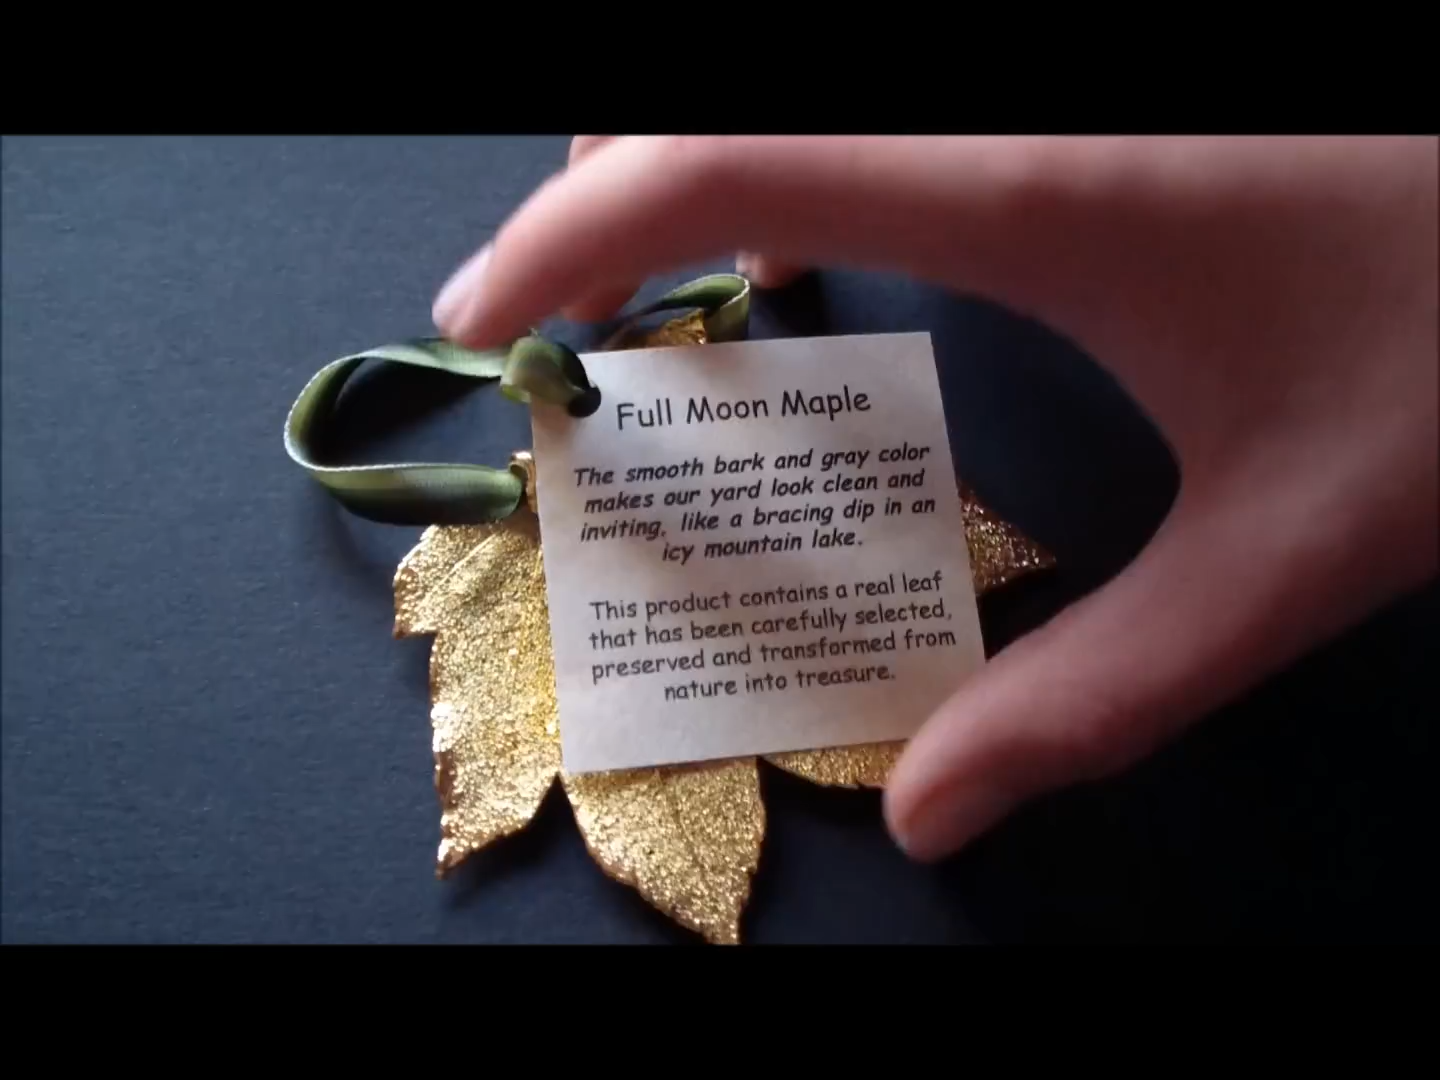 Full Moon Maple
The smooth bark and gray color
makes our yard look clean and
inviting, like a bracing dip in an
icy mountain lake.
This product contains a real leaf
that has been carefully selected,
preserved and transformed from
nature into treasure.